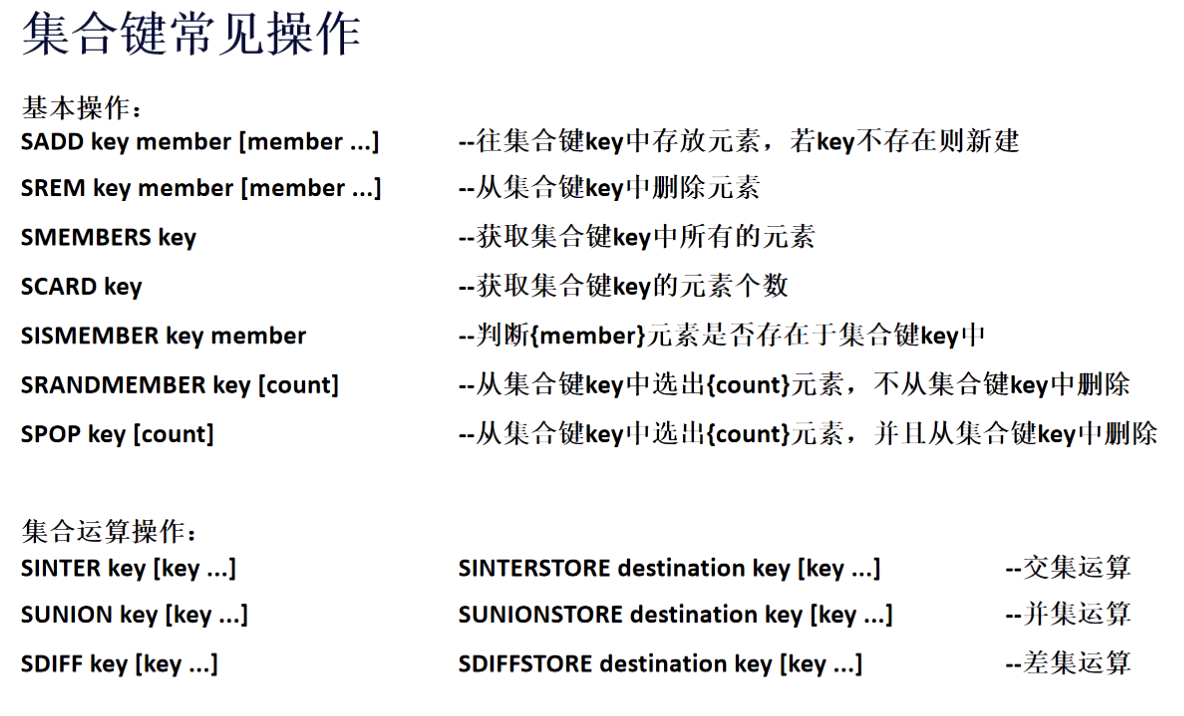 集合键常见操作
基本操作：
SADD key member [member ...] --往集合键key中存放元素，若key不存在则新建
SREM key member [member ...] --从集合键key中删除元素
SMEMBERS key --获取集合键key中所有的元素
SCARD key --获取集合键key的元素个数
SISMEMBER key member --判断{member}元素是否存在于集合键key中
SRANDMEMBER key [count] --从集合键key中选出{count}元素，不从集合键key中删除
SPOP key [count] --从集合键key中选出{count}元素，并且从集合键key中删除
集合运算操作：
SINTER key [key ...] SINTERSTORE destination key [key ...] --交集运算
SUNION key [key ...] SUNIONSTORE destination key [key ...] --并集运算
SDIFF key [key ...] SDIFFSTORE destination key [key ...] --差集运算